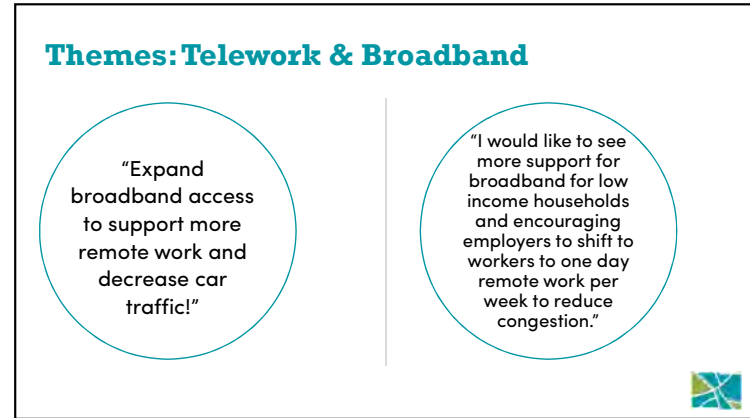 Themes: Telework & Broadband
“Expand
broadband access
to support more
remote work and
decrease car
traffic!”
“I would like to see
more support for
broadband for low
income households
and encouraging
employers to shift to
workers to one day
remote work per
week to reduce
congestion.”